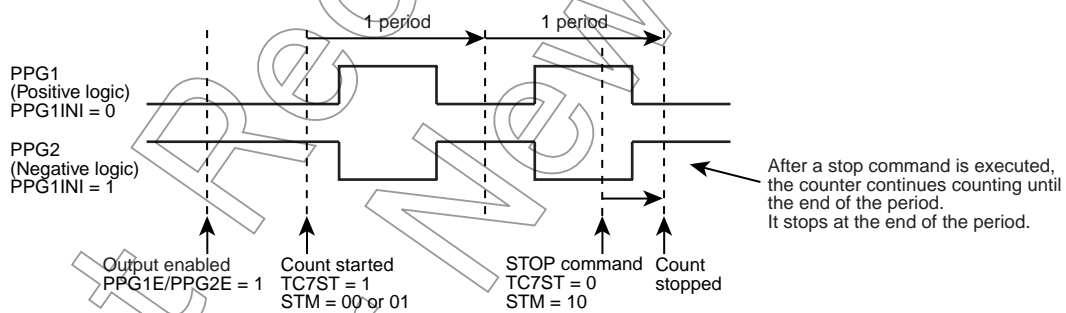 1 period
1 period
PPG1
(Positive logic)
PPG1INI = 0
PPG2
(Negative logic)
PPG1INI = 1
After a stop command is executed,
the counter continues counting until
the end of the period.
It stops at the end of the period.
Output enabled
PPG1E/PPG2E = 1
Count started
TC7ST = 1
STM = 00 or 01
STOP command
TC7ST = 0
STM = 10
Count
stopped
t Rec
New